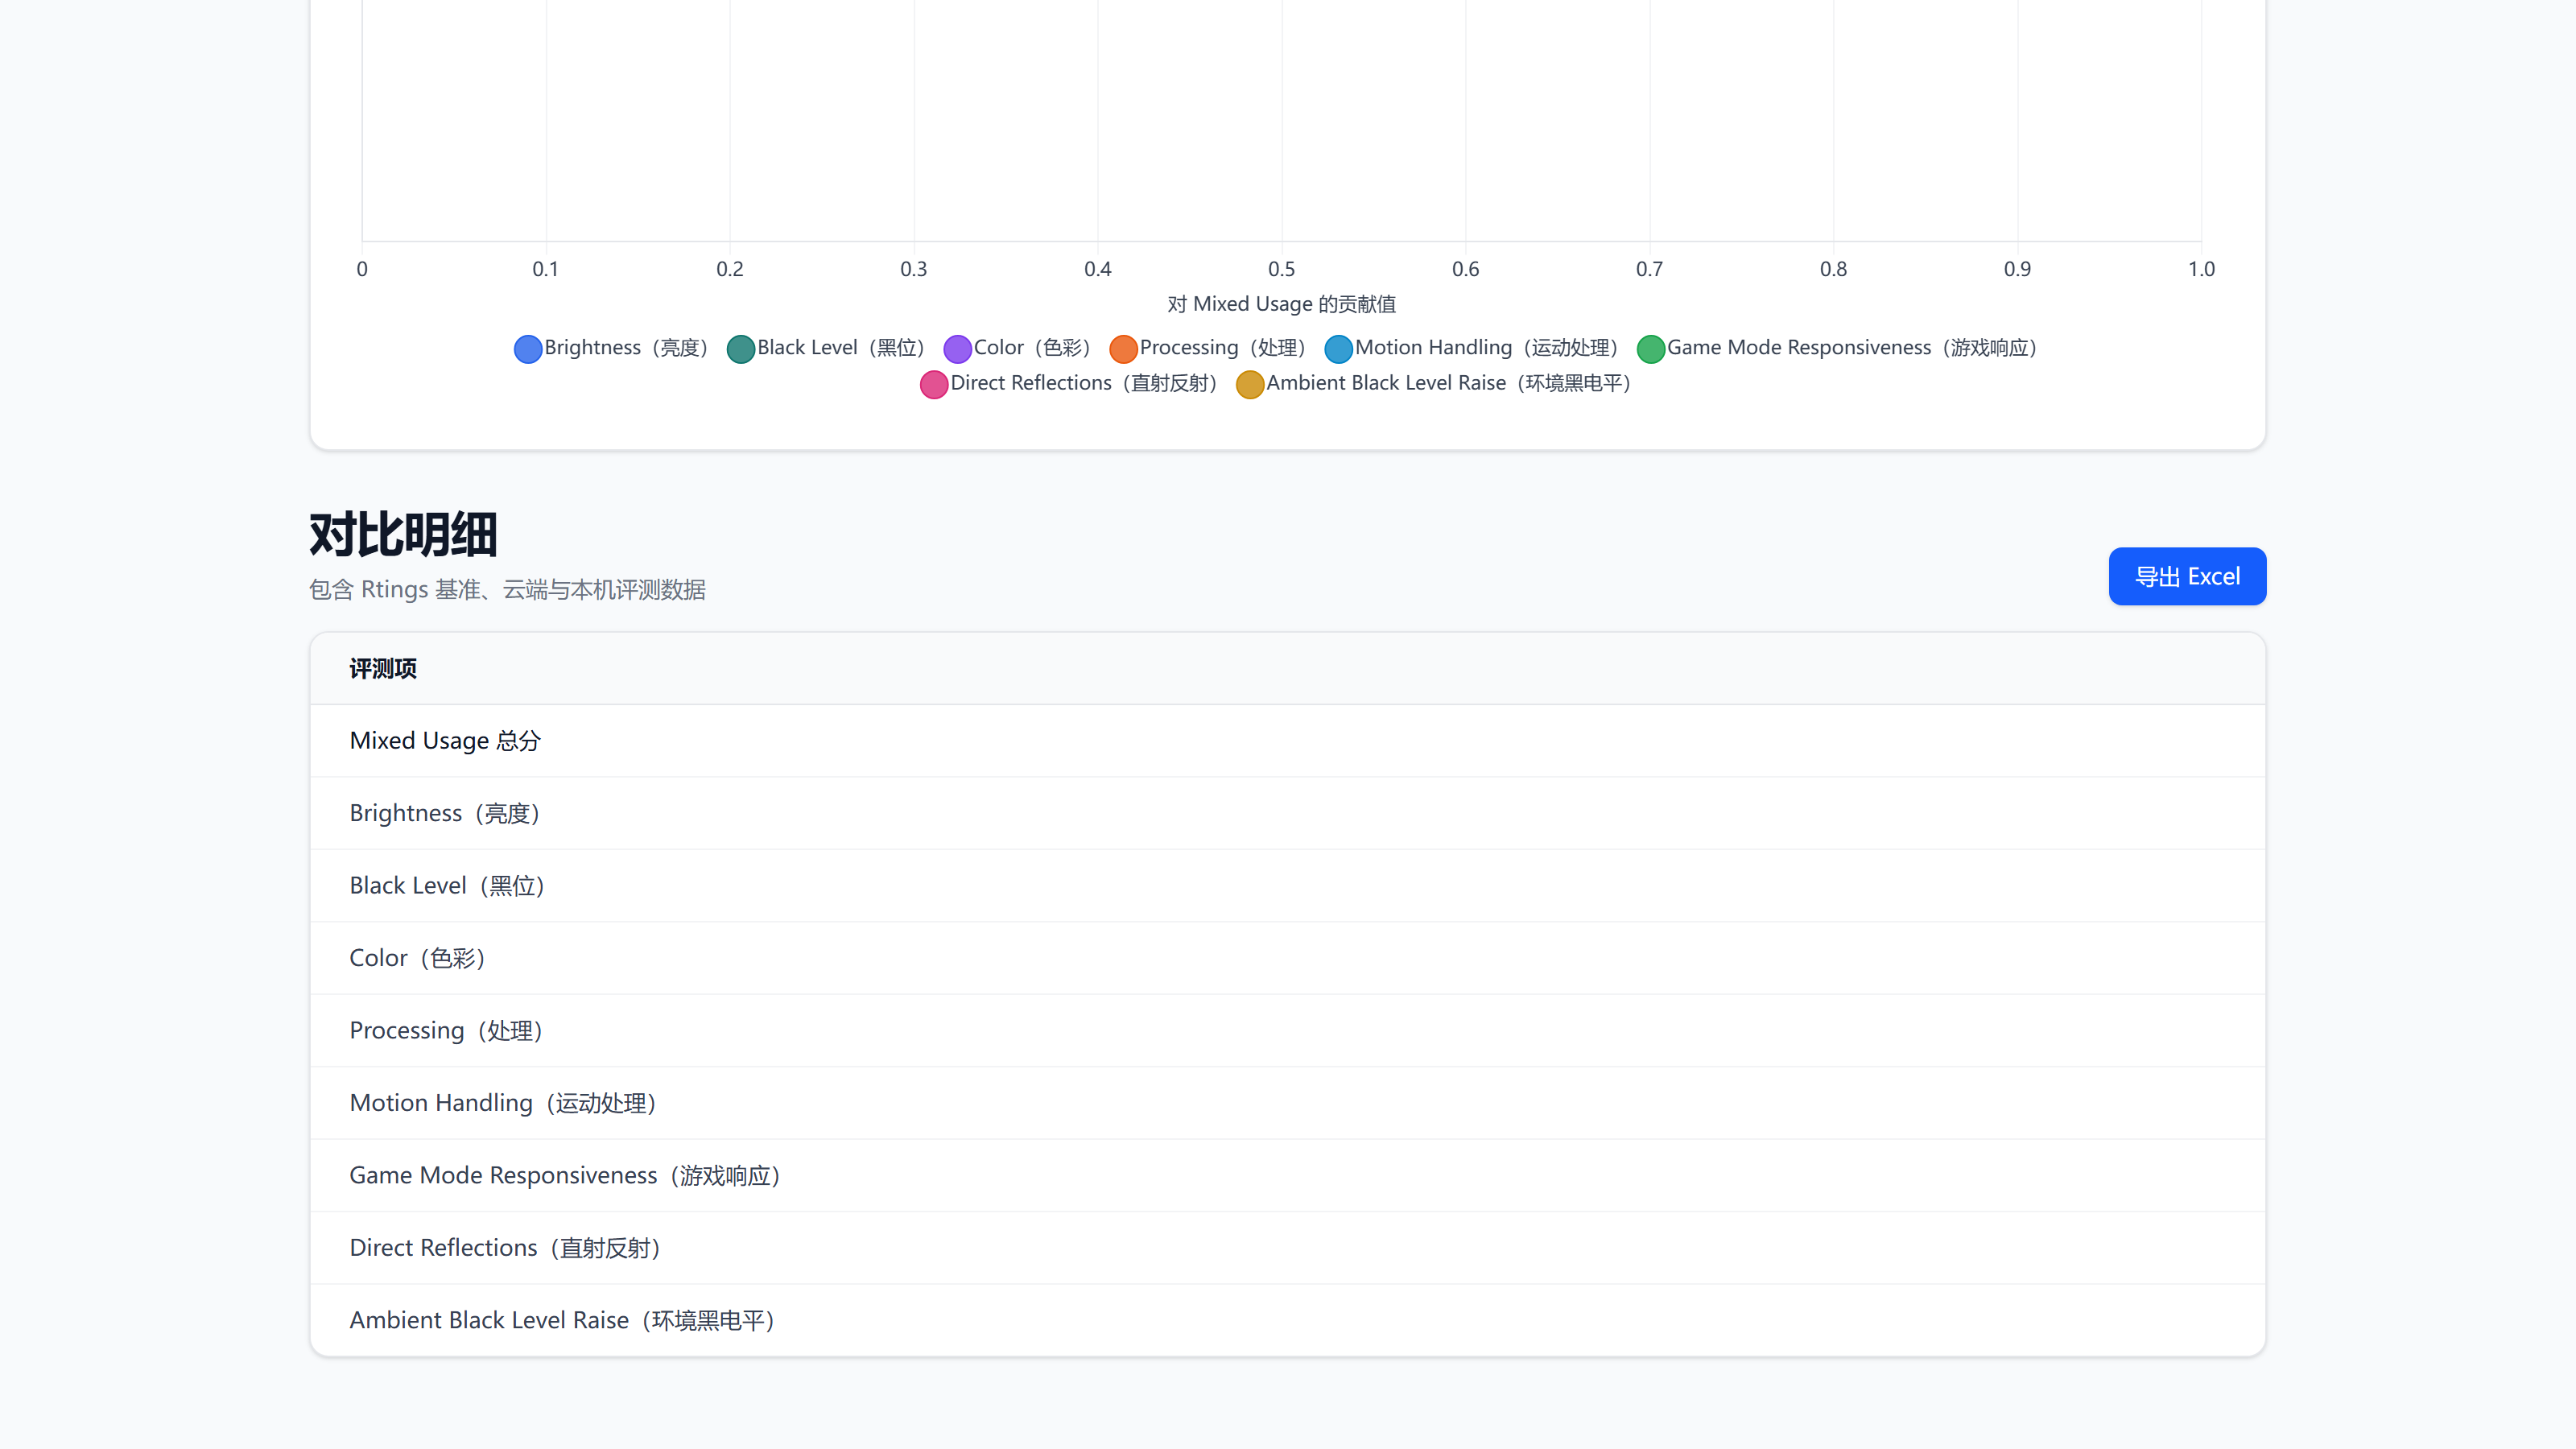 0 0.1 0.2 0.3 0.4 0.5 0.6 0.7 0.8 0.9 1.0
对 Mixed Usage 的贡献值
Brightness（亮度） Black Level（黑位） Color（色彩） Processing（处理） Motion Handling（运动处理） Game Mode Responsiveness（游戏响应）
Direct Reflections（直射反射） Ambient Black Level Raise（环境黑电平）
对比明细
包含 Rtings 基准、云端与本机评测数据
导出 Excel
评测项
Mixed Usage 总分
Brightness（亮度）
Black Level（黑位）
Color（色彩）
Processing（处理）
Motion Handling（运动处理）
Game Mode Responsiveness（游戏响应）
Direct Reflections（直射反射）
Ambient Black Level Raise（环境黑电平）